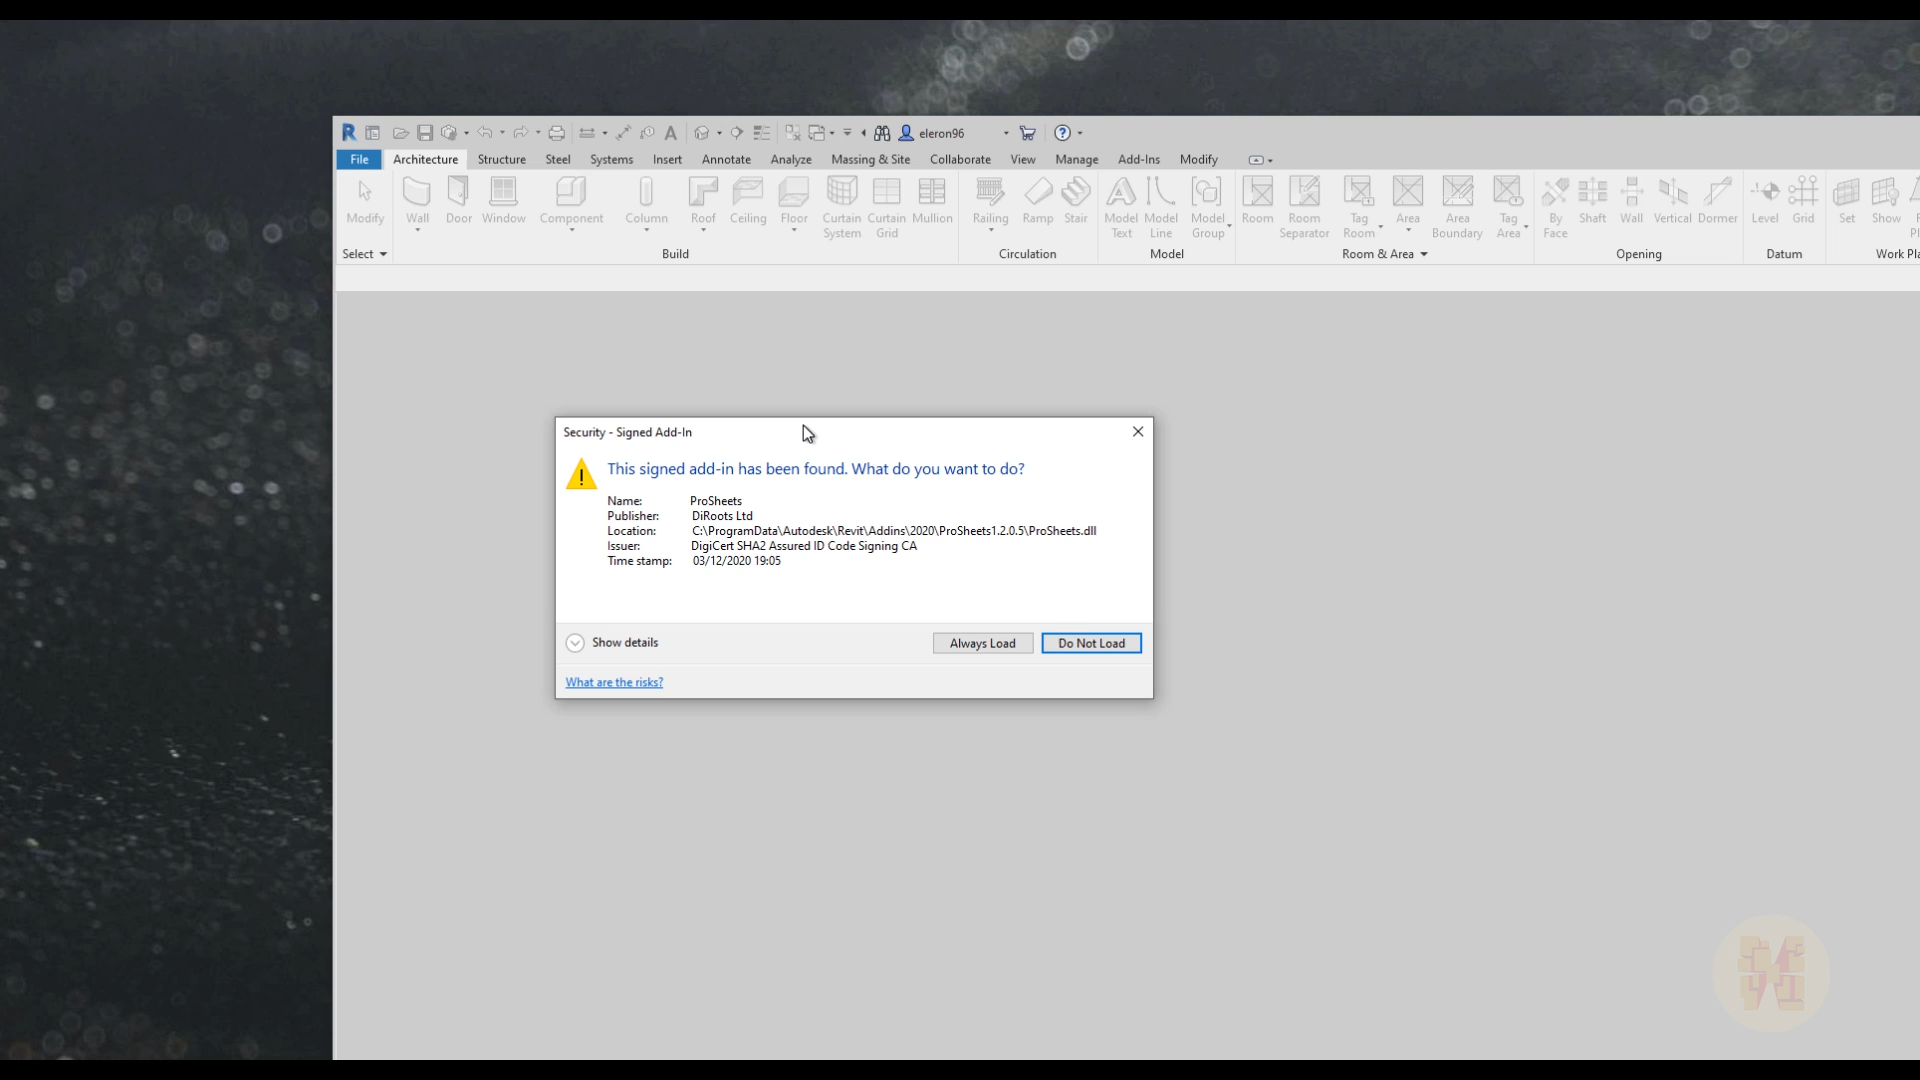 eleron96
File Architecture Structure Steel Systems Insert Annotate Analyze Massing & Site Collaborate View Manage Add-Ins Modify
Modify Wall Door Window Component Column Roof Ceiling Floor Curtain System Curtain Grid Mullion Railing Ramp Stair Model Text Model Line Model Group Room Room Separator Tag Room Area Area Boundary Tag Area By Face Shaft Wall Vertical Dormer Level Grid Set Show
Select Build Circulation Model Room & Area Opening Datum Work Pla
Security - Signed Add-In
This signed add-in has been found. What do you want to do?
Name: ProSheets
Publisher: DiRoots Ltd
Location: C:\ProgramData\Autodesk\Revit\Addins\2020\ProSheets1.2.0.5\ProSheets.dll
Issuer: DigiCert SHA2 Assured ID Code Signing CA
Time stamp: 03/12/2020 19:05
Show details Always Load Do Not Load
What are the risks?